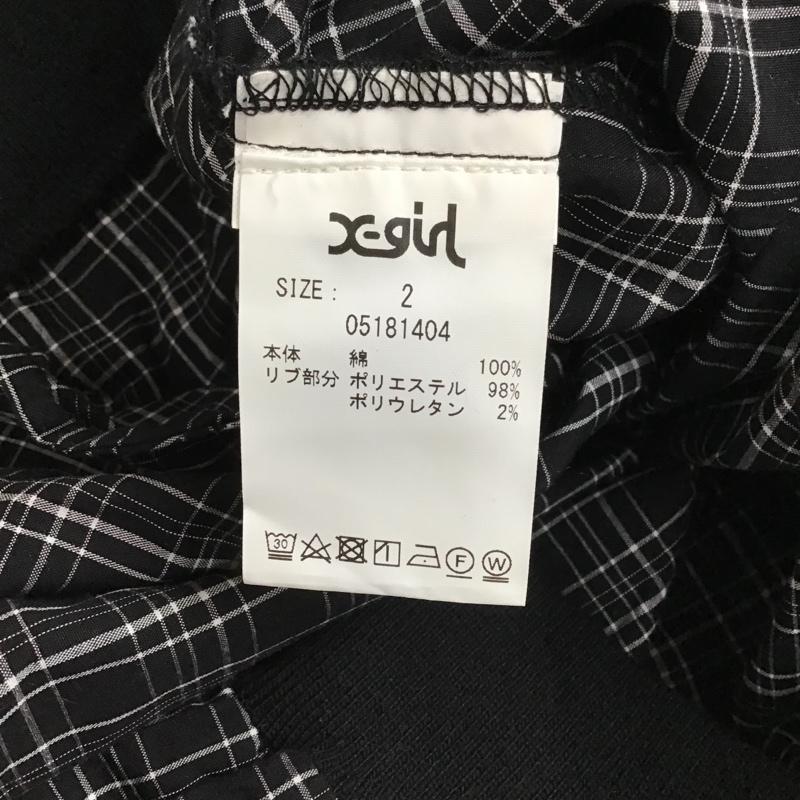 X-girl
SIZE : 2
05181404
本体 綿 100%
リブ部分 ポリエステル 98%
ポリウレタン 2%
30 F W